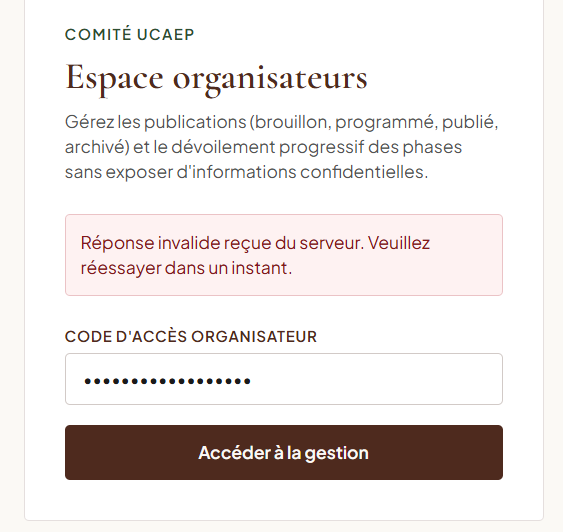 COMITÉ UCAEP
Espace organisateurs
Gérez les publications (brouillon, programmé, publié,
archivé) et le dévoilement progressif des phases
sans exposer d'informations confidentielles.
Réponse invalide reçue du serveur. Veuillez
réessayer dans un instant.
CODE D'ACCÈS ORGANISATEUR
••••••••••••••••••
Accéder à la gestion